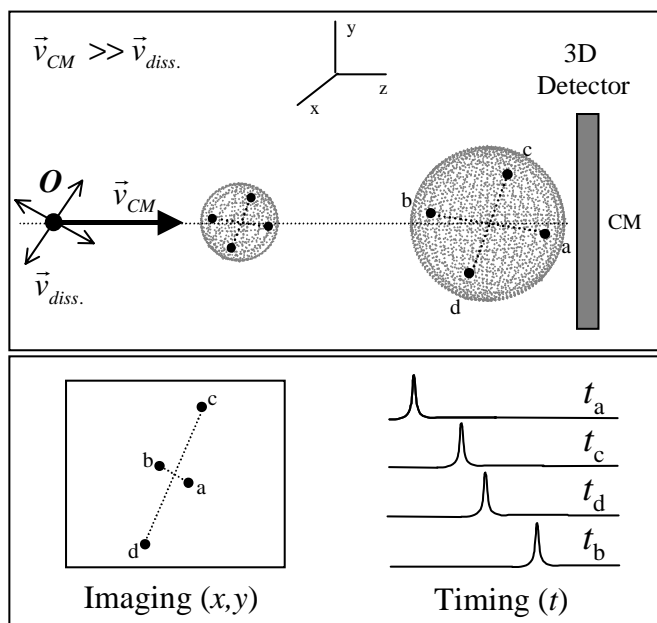 v⃗CM >> v⃗diss.
y
z
x
3D
Detector
O
v⃗CM
v⃗diss.
c
b
a
d
CM
c
b
a
d
Imaging (x,y)
ta
tc
td
tb
Timing (t)